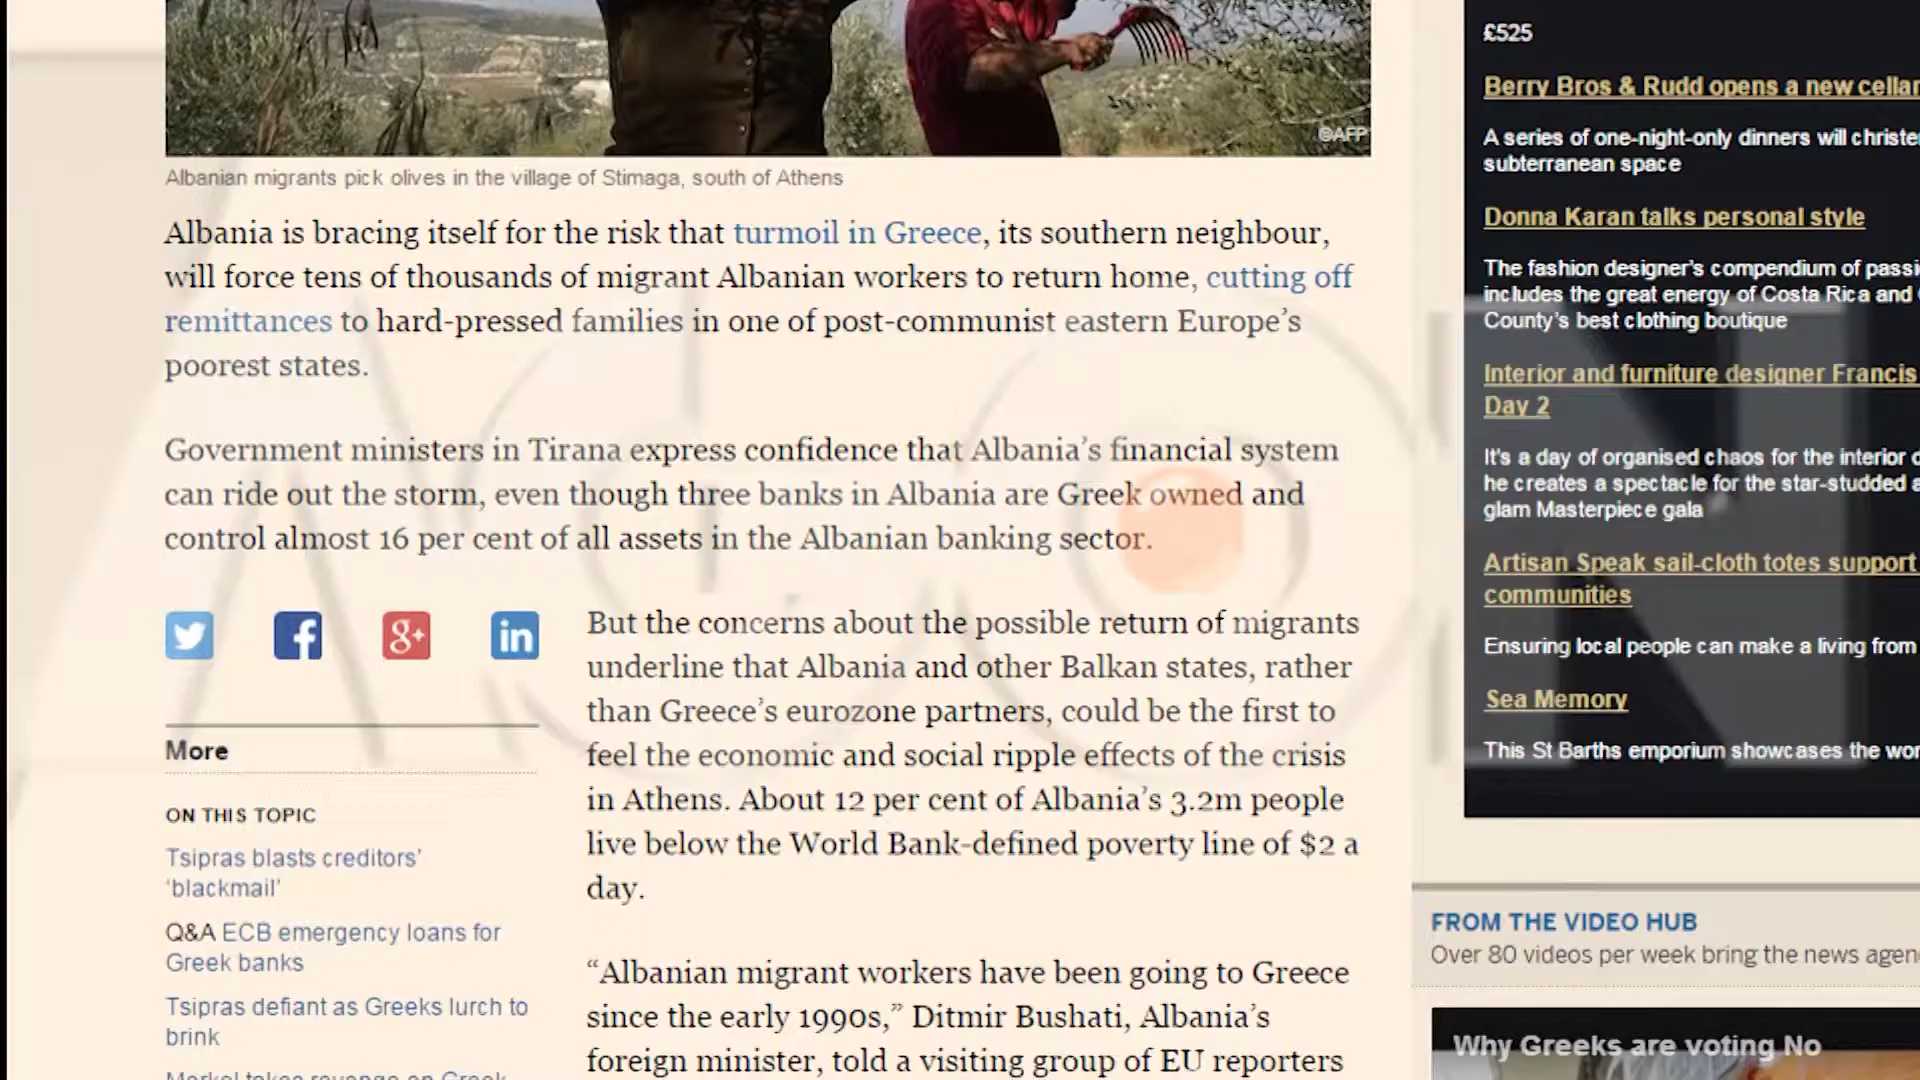 ©AFP
Albanian migrants pick olives in the village of Stimaga, south of Athens
Albania is bracing itself for the risk that turmoil in Greece, its southern neighbour,
will force tens of thousands of migrant Albanian workers to return home, cutting off
remittances to hard-pressed families in one of post-communist eastern Europe’s
poorest states.
Government ministers in Tirana express confidence that Albania’s financial system
can ride out the storm, even though three banks in Albania are Greek owned and
control almost 16 per cent of all assets in the Albanian banking sector.
But the concerns about the possible return of migrants
underline that Albania and other Balkan states, rather
than Greece’s eurozone partners, could be the first to
feel the economic and social ripple effects of the crisis
in Athens. About 12 per cent of Albania’s 3.2m people
live below the World Bank-defined poverty line of $2 a
day.
“Albanian migrant workers have been going to Greece
since the early 1990s,” Ditmir Bushati, Albania’s
foreign minister, told a visiting group of EU reporters
More
ON THIS TOPIC
Tsipras blasts creditors’
‘blackmail’
Q&A ECB emergency loans for
Greek banks
Tsipras defiant as Greeks lurch to
brink
Merkel takes revenge on Greek
£525
Berry Bros & Rudd opens a new cellar
A series of one-night-only dinners will
subterranean space
Donna Karan talks personal style
The fashion designer's compendium of
includes the great energy of Costa Rica and
County's best clothing boutique
Interior and furniture designer Francis
Day 2
It's a day of organised chaos for the interior
he creates a spectacle for the star-studded
glam Masterpiece gala
Artisan Speak sail-cloth totes support
communities
Ensuring local people can make a living from
Sea Memory
This St Barths emporium showcases the
FROM THE VIDEO HUB
Over 80 videos per week bring the news
Why Greeks are voting No